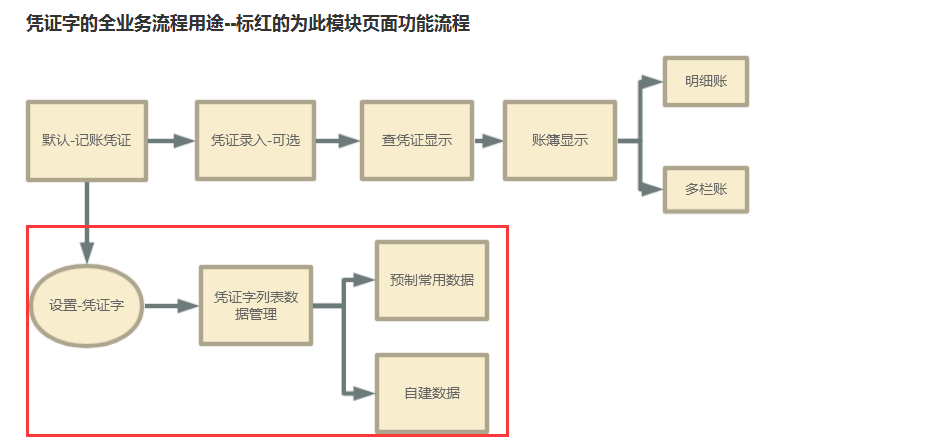 凭证字的全业务流程用途--标红的为此模块页面功能流程
明细账
默认-记账凭证
凭证录入-可选
查凭证显示
账簿显示
多栏账
预制常用数据
设置-凭证字
凭证字列表数
据管理
自建数据